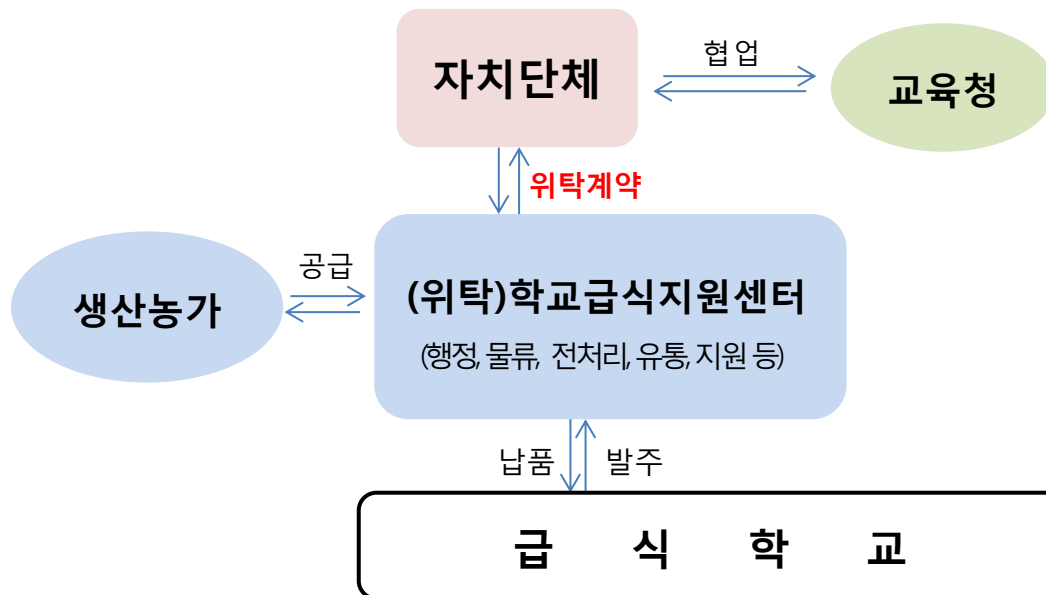 협업
자치단체
교육청
위탁계약
공급
생산농가
(위탁)학교급식지원센터
(행정, 물류, 전처리, 유통, 지원 등)
납품
발주
급 식 학 교